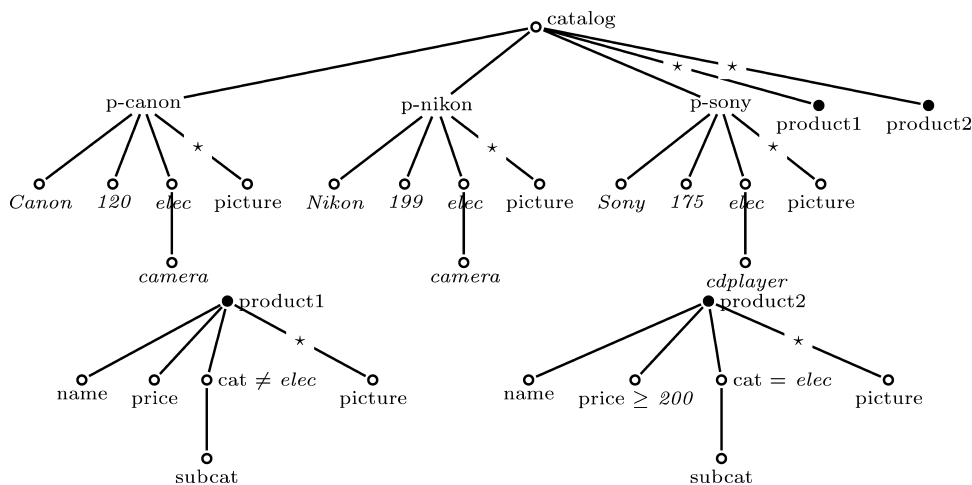 catalog
⋆ ⋆
p-canon p-nikon p-sony
product1 product2
⋆ ⋆ ⋆
Canon 120 elec picture Nikon 199 elec picture Sony 175 elec picture
camera camera cdplayer
product1 product2
⋆ ⋆
name price cat ≠ elec picture name price ≥ 200 cat = elec picture
subcat subcat